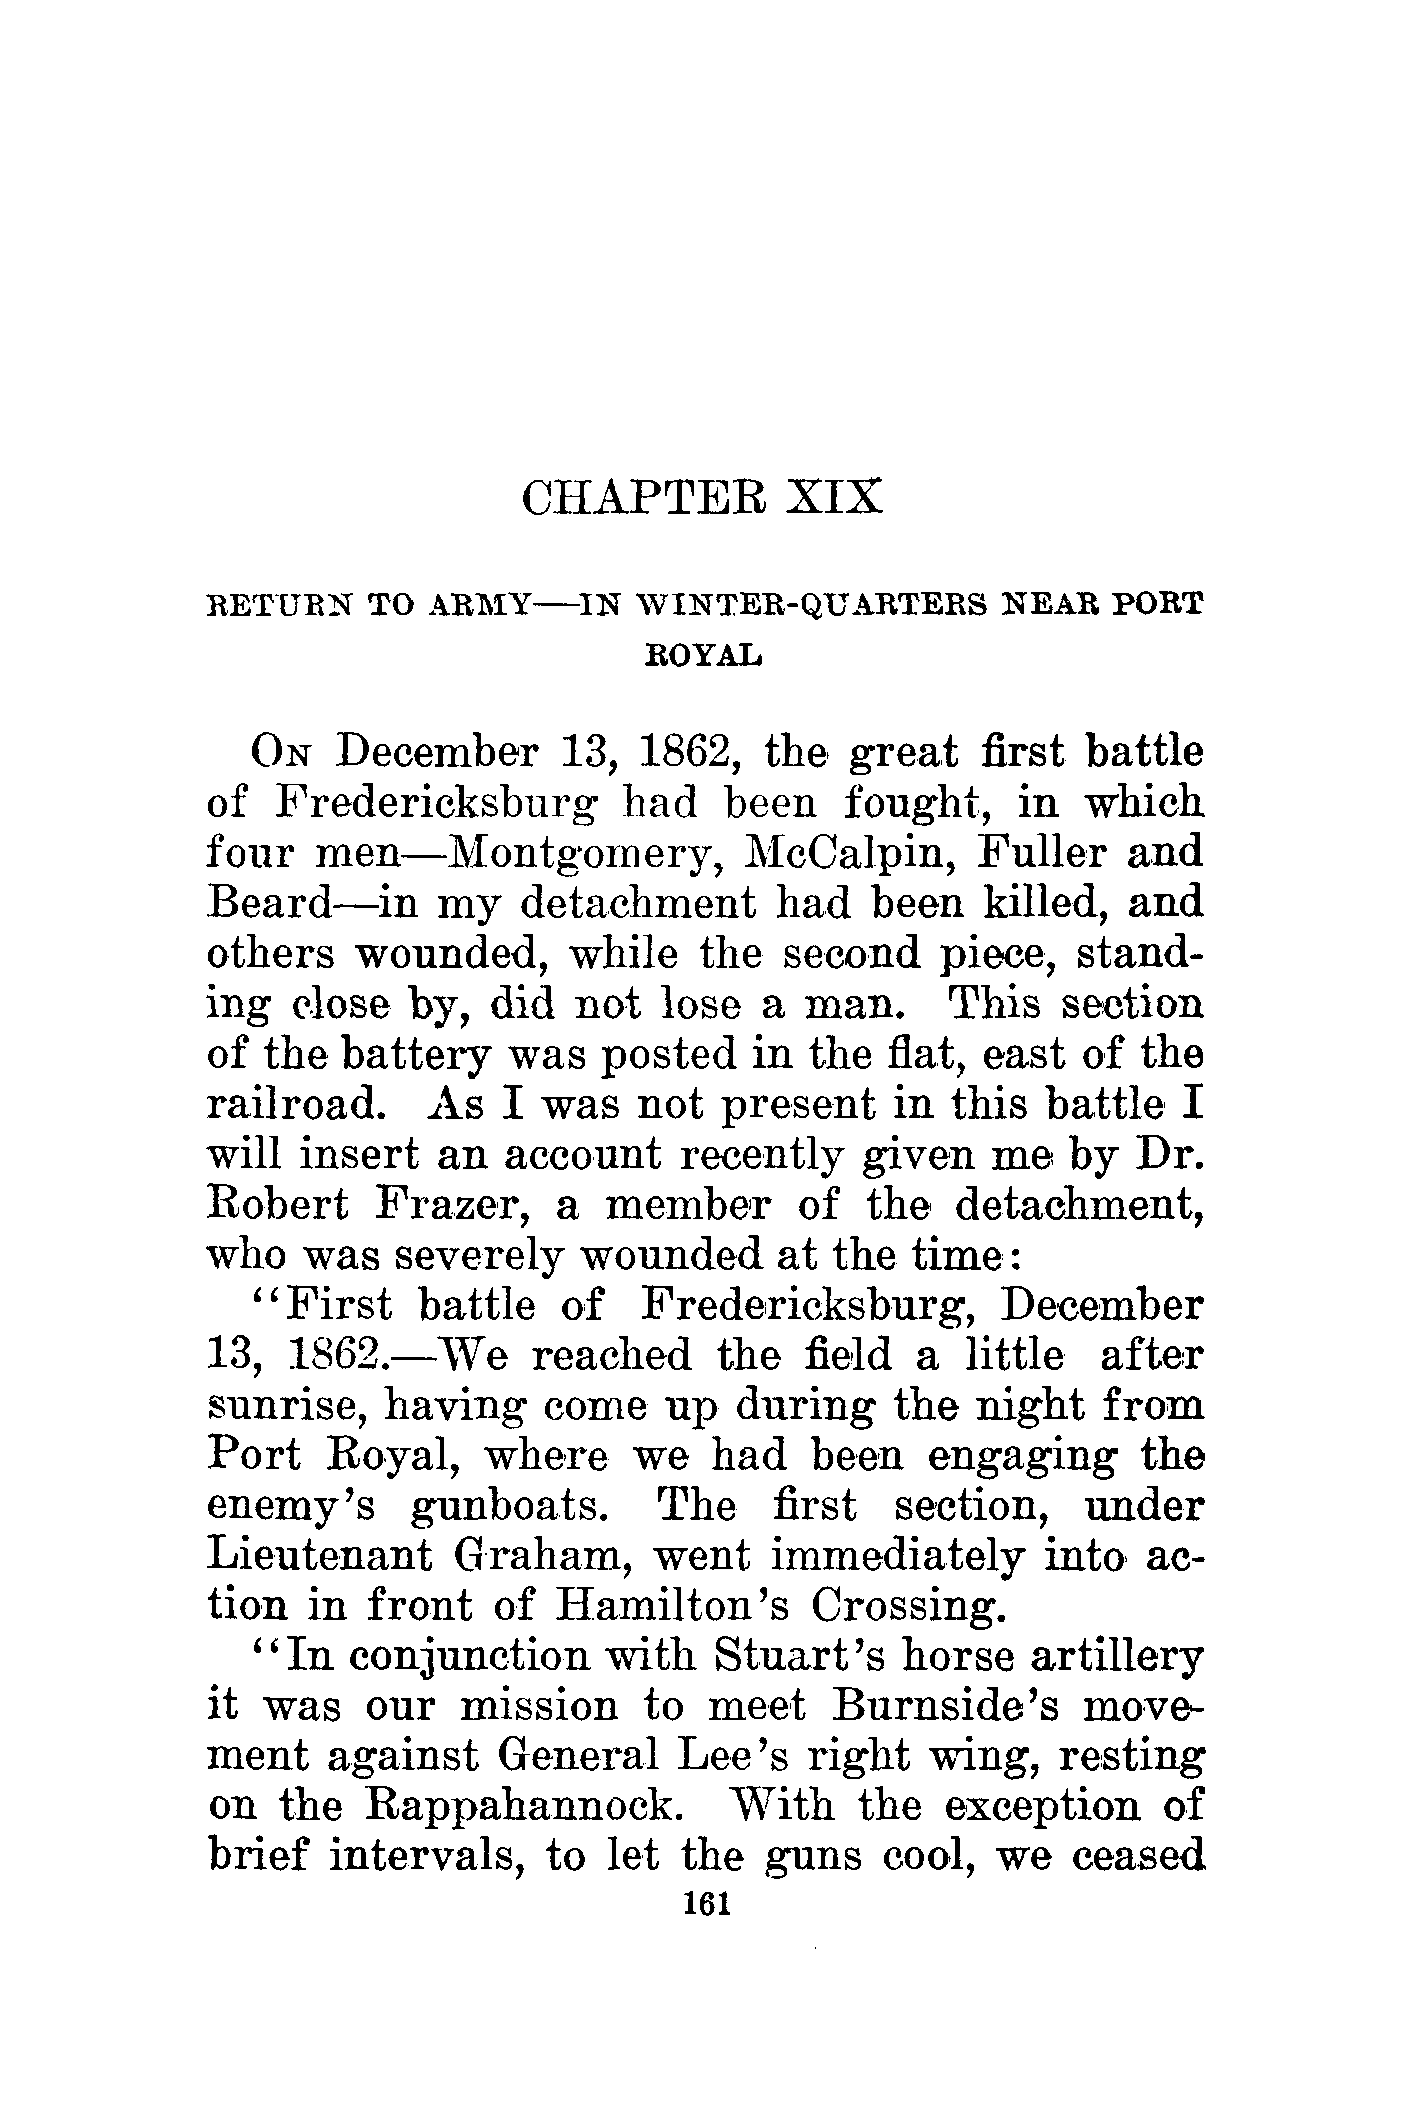 CHAPTER XIX
RETURN TO ARMY—IN WINTER-QUARTERS NEAR PORT
ROYAL
ON December 13, 1862, the great first battle
of Fredericksburg had been fought, in which
four men—Montgomery, McCalpin, Fuller and
Beard—in my detachment had been killed, and
others wounded, while the second piece, stand-
ing close by, did not lose a man. This section
of the battery was posted in the flat, east of the
railroad. As I was not present in this battle I
will insert an account recently given me by Dr.
Robert Frazer, a member of the detachment,
who was severely wounded at the time:
"First battle of Fredericksburg, December
13, 1862.—We reached the field a little after
sunrise, having come up during the night from
Port Royal, where we had been engaging the
enemy's gunboats. The first section, under
Lieutenant Graham, went immediately into ac-
tion in front of Hamilton's Crossing.
"In conjunction with Stuart's horse artillery
it was our mission to meet Burnside's move-
ment against General Lee's right wing, resting
on the Rappahannock. With the exception of
brief intervals, to let the guns cool, we ceased
161